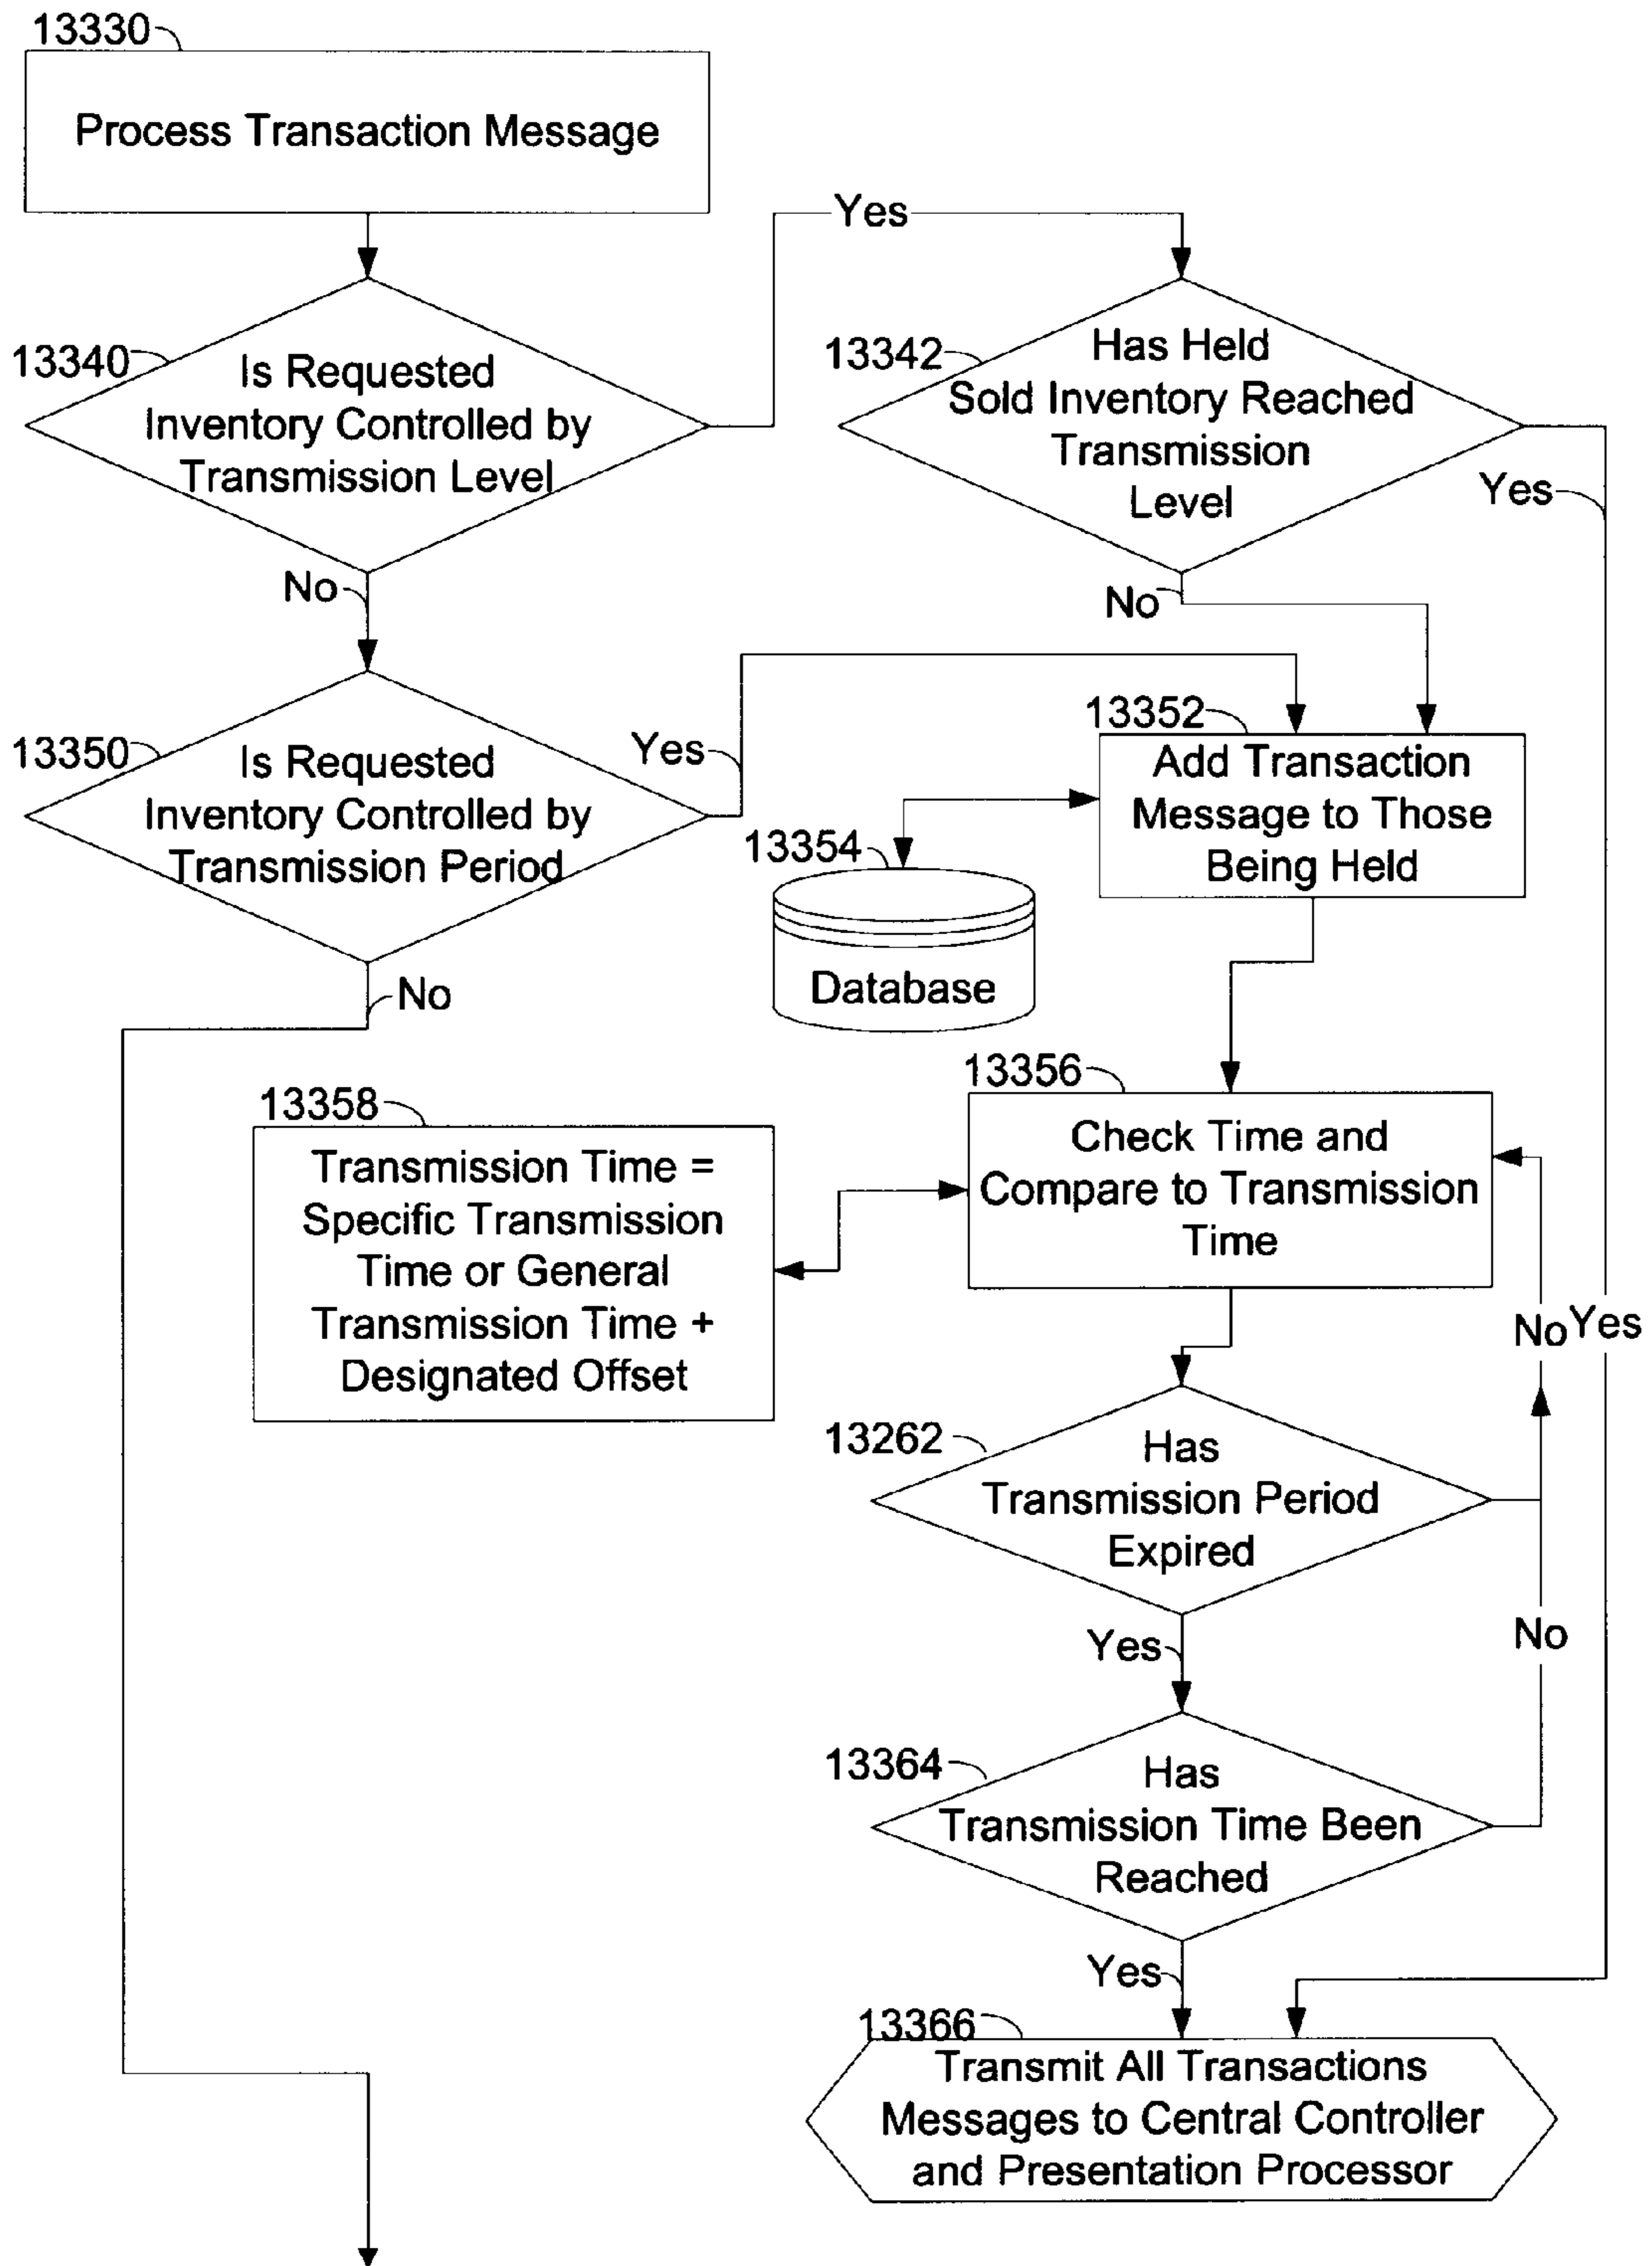 13330
Process Transaction Message
Yes
13340
Is Requested
Inventory Controlled by
Transmission Level
13342
Has Held
Sold Inventory Reached
Transmission
Level
Yes
No
No
13350
Is Requested
Inventory Controlled by
Transmission Period
Yes
13352
Add Transaction
Message to Those
Being Held
13354
Database
No
13356
Check Time and
Compare to Transmission
Time
13358
Transmission Time =
Specific Transmission
Time or General
Transmission Time +
Designated Offset
No
Yes
13262
Has
Transmission Period
Expired
Yes
No
13364
Has
Transmission Time Been
Reached
Yes
13366
Transmit All Transactions
Messages to Central Controller
and Presentation Processor